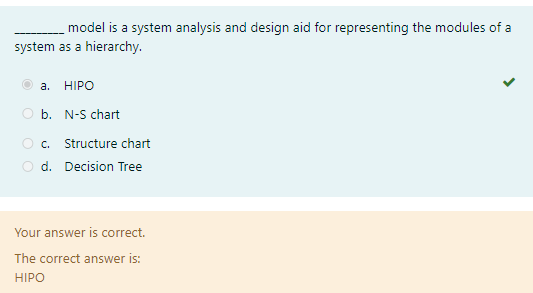 _________ model is a system analysis and design aid for representing the modules of a
system as a hierarchy.
a. HIPO
b. N-S chart
c. Structure chart
d. Decision Tree
Your answer is correct.
The correct answer is:
HIPO